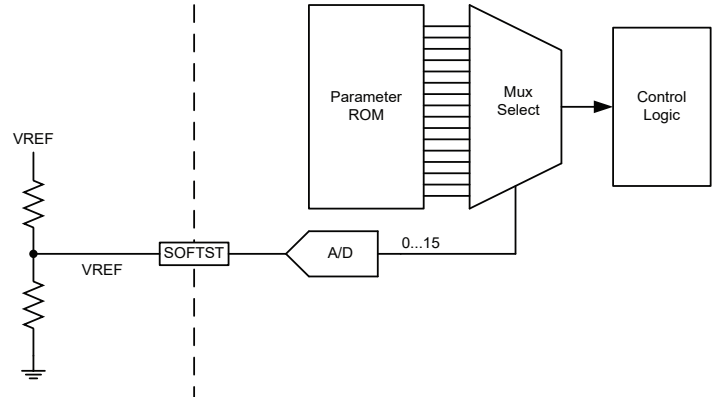 Parameter
ROM
Mux
Select
Control
Logic
VREF
SOFTST
A/D
0...15
VREF